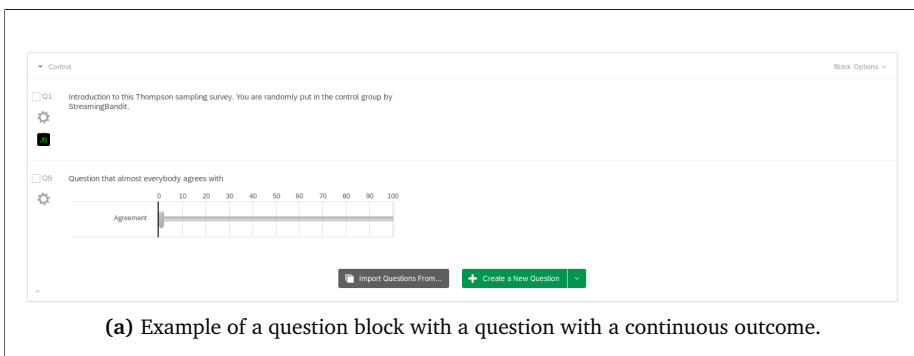 Control
Block Options
Q1
Introduction to this Thompson sampling survey. You are randomly put in the control group by
StreamingBandit.
JS
Q6
Question that almost everybody agrees with
0 10 20 30 40 50 60 70 80 90 100
Agreement
Import Questions From...
Create a New Question
(a) Example of a question block with a question with a continuous outcome.